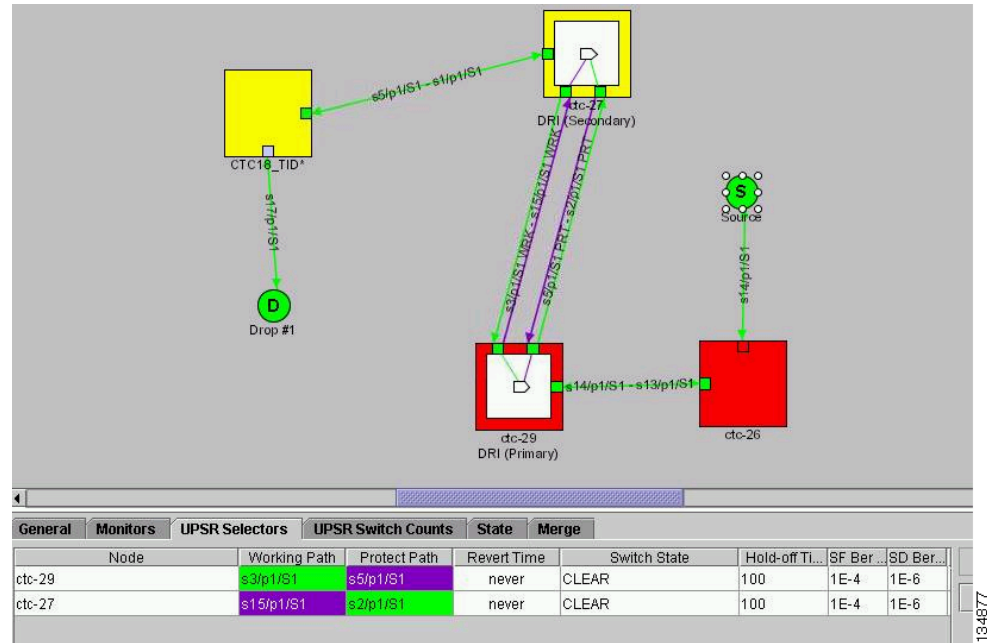 s5/p1/S1 - s1/p1/S1
ctc-27
DRI (Secondary)
CTC18_TID*
s17/p1/S1
D
Drop #1
s3/p1/S1 WRK - s15/p1/S1 WRK
s5/p1/S1 PRT - s2/p1/S1 PRT
S
Source
s14/p1/S1
s14/p1/S1 - s13/p1/S1
ctc-29
DRI (Primary)
ctc-26
General Monitors UPSR Selectors UPSR Switch Counts State Merge
Node Working Path Protect Path Revert Time Switch State Hold-off Ti... SF Ber ... SD Ber...
ctc-29 s3/p1/S1 s5/p1/S1 never CLEAR 100 1E-4 1E-6
ctc-27 s15/p1/S1 s2/p1/S1 never CLEAR 100 1E-4 1E-6
134877